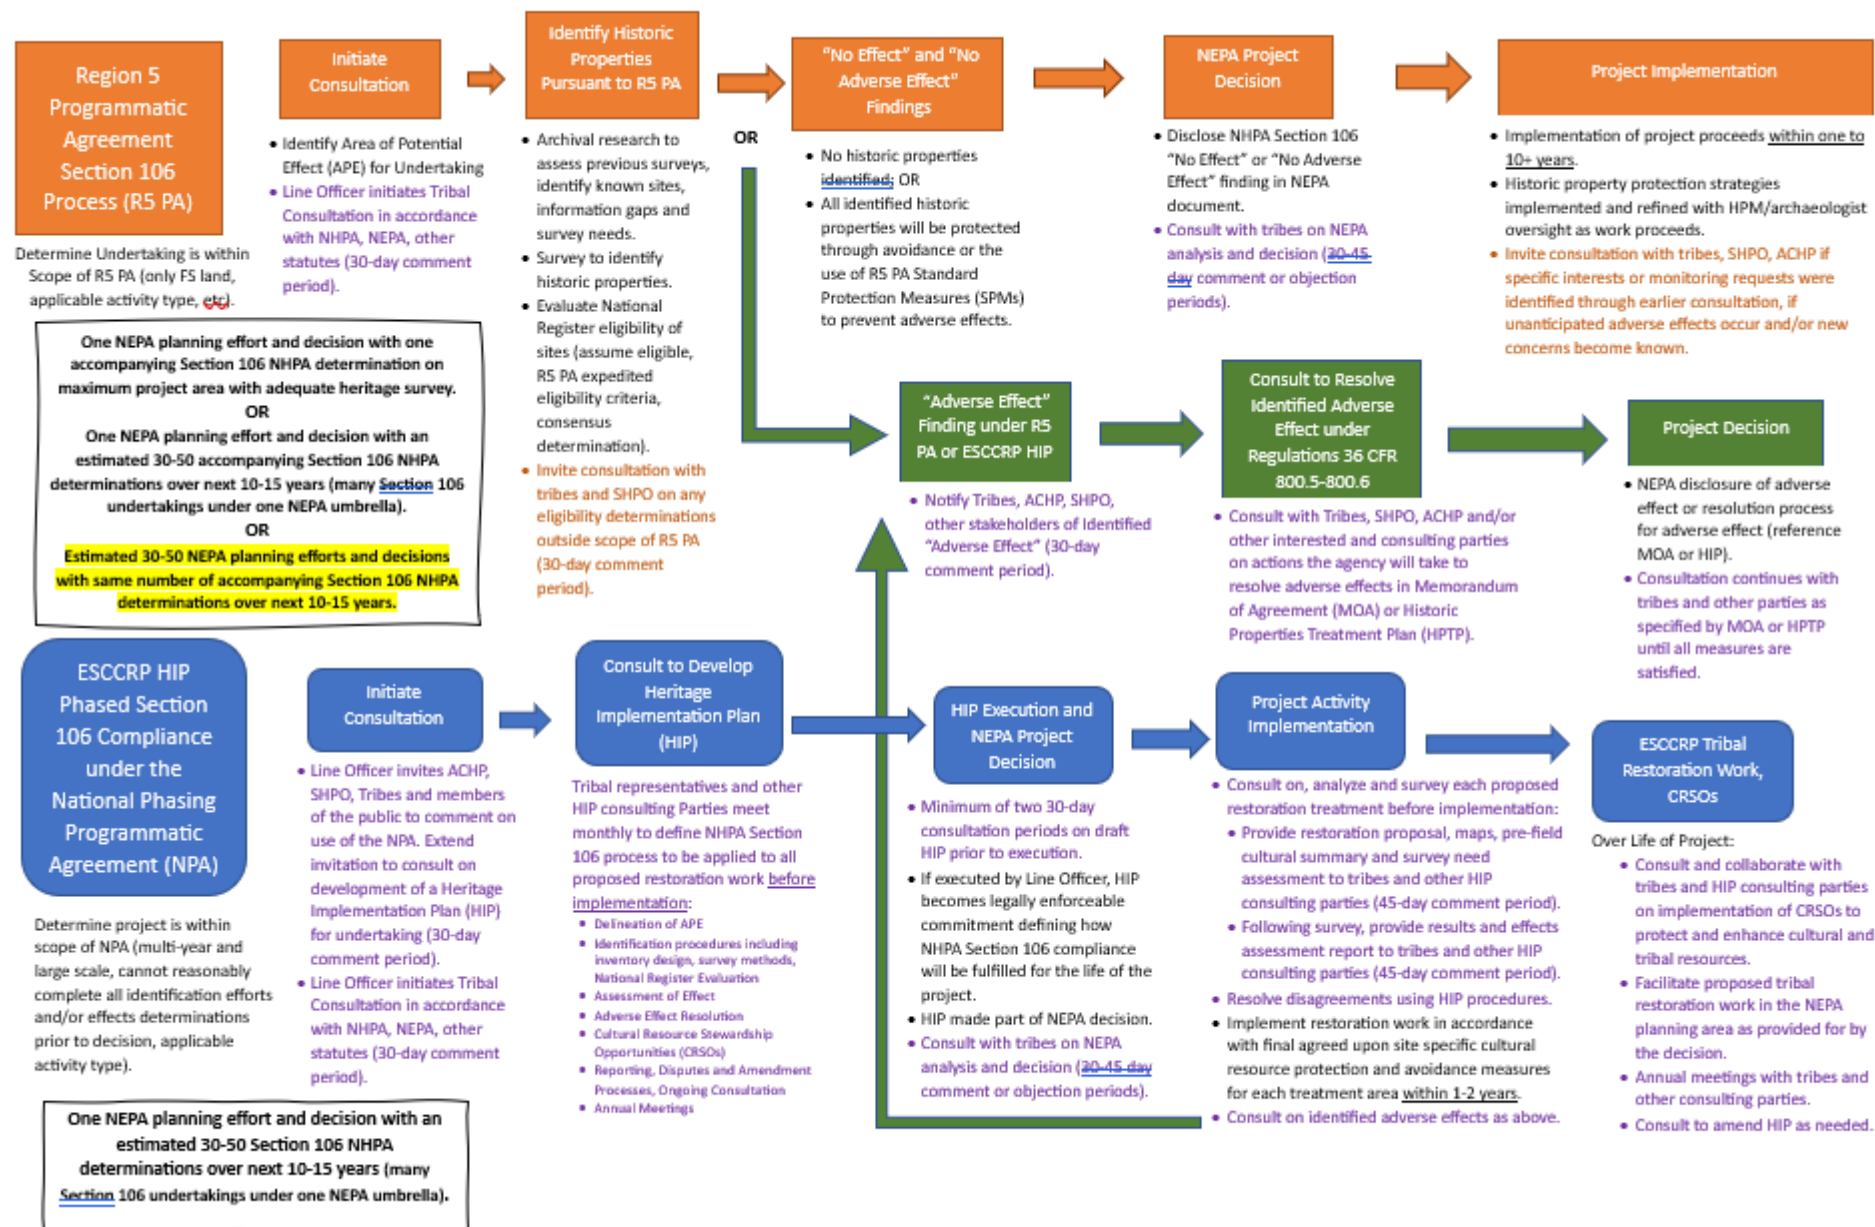 Region 5
Programmatic
Agreement
Section 106
Process (R5 PA)
Determine Undertaking is within
Scope of R5 PA (only FS land,
applicable activity type, etc).
Initiate
Consultation
• Identify Area of Potential
Effect (APE) for Undertaking
• Line Officer initiates Tribal
Consultation in accordance
with NHPA, NEPA, other
statutes (30-day comment
period).
Identify Historic
Properties
Pursuant to R5 PA
• Archival research to
assess previous surveys,
identify known sites,
information gaps and
survey needs.
• Survey to identify
historic properties.
• Evaluate National
Register eligibility of
sites (assume eligible,
R5 PA expedited
eligibility criteria,
consensus
determination).
• Invite consultation with
tribes and SHPO on any
eligibility determinations
outside scope of R5 PA
(30-day comment
period).
OR
"No Effect" and "No
Adverse Effect"
Findings
• No historic properties
identified; OR
• All identified historic
properties will be protected
through avoidance or the
use of R5 PA Standard
Protection Measures (SPMs)
to prevent adverse effects.
NEPA Project
Decision
• Disclose NHPA Section 106
"No Effect" or "No Adverse
Effect" finding in NEPA
document.
• Consult with tribes on NEPA
analysis and decision (30-45
day comment or objection
periods).
Project Implementation
• Implementation of project proceeds within one to
10+ years.
• Historic property protection strategies
implemented and refined with HPM/archaeologist
oversight as work proceeds.
• Invite consultation with tribes, SHPO, ACHP if
specific interests or monitoring requests were
identified through earlier consultation, if
unanticipated adverse effects occur and/or new
concerns become known.
One NEPA planning effort and decision with one
accompanying Section 106 NHPA determination on
maximum project area with adequate heritage survey.
OR
One NEPA planning effort and decision with an
estimated 30-50 accompanying Section 106 NHPA
determinations over next 10-15 years (many Section 106
undertakings under one NEPA umbrella).
OR
Estimated 30-50 NEPA planning efforts and decisions
with same number of accompanying Section 106 NHPA
determinations over next 10-15 years.
"Adverse Effect"
Finding under R5
PA or ESCCRP HIP
• Notify Tribes, ACHP, SHPO,
other stakeholders of Identified
"Adverse Effect" (30-day
comment period).
Consult to Resolve
Identified Adverse
Effect under
Regulations 36 CFR
800.5-800.6
• Consult with Tribes, SHPO, ACHP and/or
other interested and consulting parties
on actions the agency will take to
resolve adverse effects in Memorandum
of Agreement (MOA) or Historic
Properties Treatment Plan (HPTP).
Project Decision
• NEPA disclosure of adverse
effect or resolution process
for adverse effect (reference
MOA or HIP).
• Consultation continues with
tribes and other parties as
specified by MOA or HPTP
until all measures are
satisfied.
ESCCRP HIP
Phased Section
106 Compliance
under the
National Phasing
Programmatic
Agreement (NPA)
Determine project is within
scope of NPA (multi-year and
large scale, cannot reasonably
complete all identification efforts
and/or effects determinations
prior to decision, applicable
activity type).
Initiate
Consultation
• Line Officer invites ACHP,
SHPO, Tribes and members
of the public to comment on
use of the NPA. Extend
invitation to consult on
development of a Heritage
Implementation Plan (HIP)
for undertaking (30-day
comment period).
• Line Officer initiates Tribal
Consultation in accordance
with NHPA, NEPA, other
statutes (30-day comment
period).
Consult to Develop
Heritage
Implementation Plan
(HIP)
Tribal representatives and other
HIP consulting Parties meet
monthly to define NHPA Section
106 process to be applied to all
proposed restoration work before
implementation:
• Delineation of APE
• Identification procedures including
inventory design, survey methods,
National Register Evaluation
• Assessment of Effect
• Adverse Effect Resolution
• Cultural Resource Stewardship
Opportunities (CRSOs)
• Reporting, Disputes and Amendment
Processes, Ongoing Consultation
• Annual Meetings
HIP Execution and
NEPA Project
Decision
• Minimum of two 30-day
consultation periods on draft
HIP prior to execution.
• If executed by Line Officer, HIP
becomes legally enforceable
commitment defining how
NHPA Section 106 compliance
will be fulfilled for the life of the
project.
• HIP made part of NEPA decision.
• Consult with tribes on NEPA
analysis and decision (30-45 day
comment or objection periods).
Project Activity
Implementation
• Consult on, analyze and survey each proposed
restoration treatment before implementation:
• Provide restoration proposal, maps, pre-field
cultural summary and survey need
assessment to tribes and other HIP
consulting parties (45-day comment period).
• Following survey, provide results and effects
assessment report to tribes and other HIP
consulting parties (45-day comment period).
• Resolve disagreements using HIP procedures.
• Implement restoration work in accordance
with final agreed upon site specific cultural
resource protection and avoidance measures
for each treatment area within 1-2 years.
• Consult on identified adverse effects as above.
ESCCRP Tribal
Restoration Work,
CRSOs
Over Life of Project:
• Consult and collaborate with
tribes and HIP consulting parties
on implementation of CRSOs to
protect and enhance cultural and
tribal resources.
• Facilitate proposed tribal
restoration work in the NEPA
planning area as provided for by
the decision.
• Annual meetings with tribes and
other consulting parties.
• Consult to amend HIP as needed.
One NEPA planning effort and decision with an
estimated 30-50 Section 106 NHPA
determinations over next 10-15 years (many
Section 106 undertakings under one NEPA umbrella).